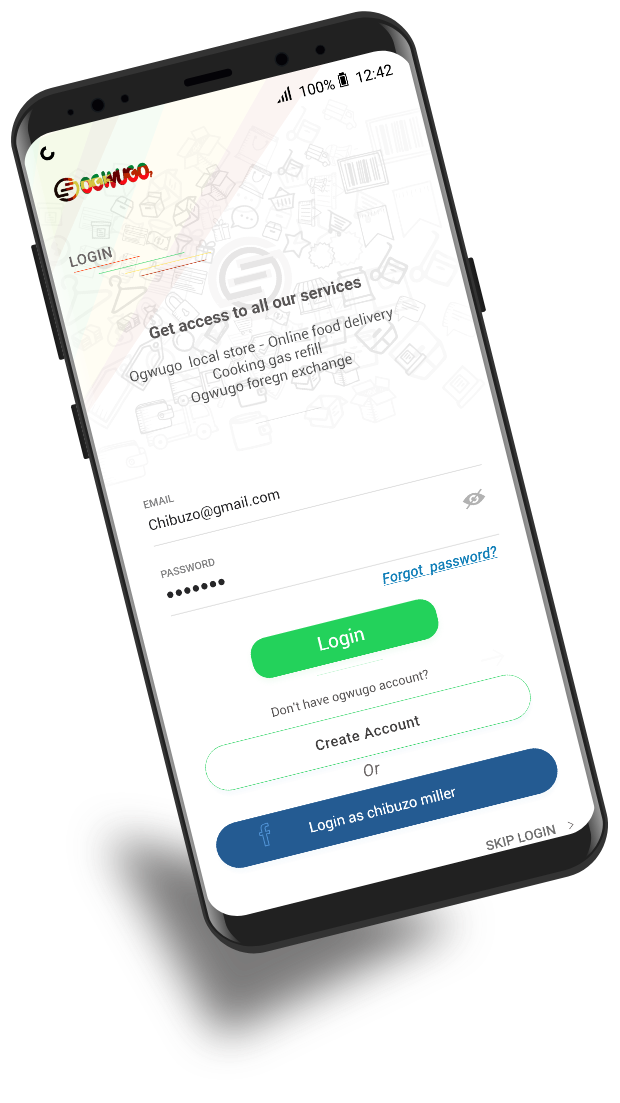 100% 12:42
OGWUGO
LOGIN
Get access to all our services
Ogwugo local store - Online food delivery
Cooking gas refill
Ogwugo foregn exchange
EMAIL
Chibuzo@gmail.com
PASSWORD
•••••••
Forgot password?
Login
Don't have ogwugo account?
Create Account
Or
f
Login as chibuzo miller
SKIP LOGIN >